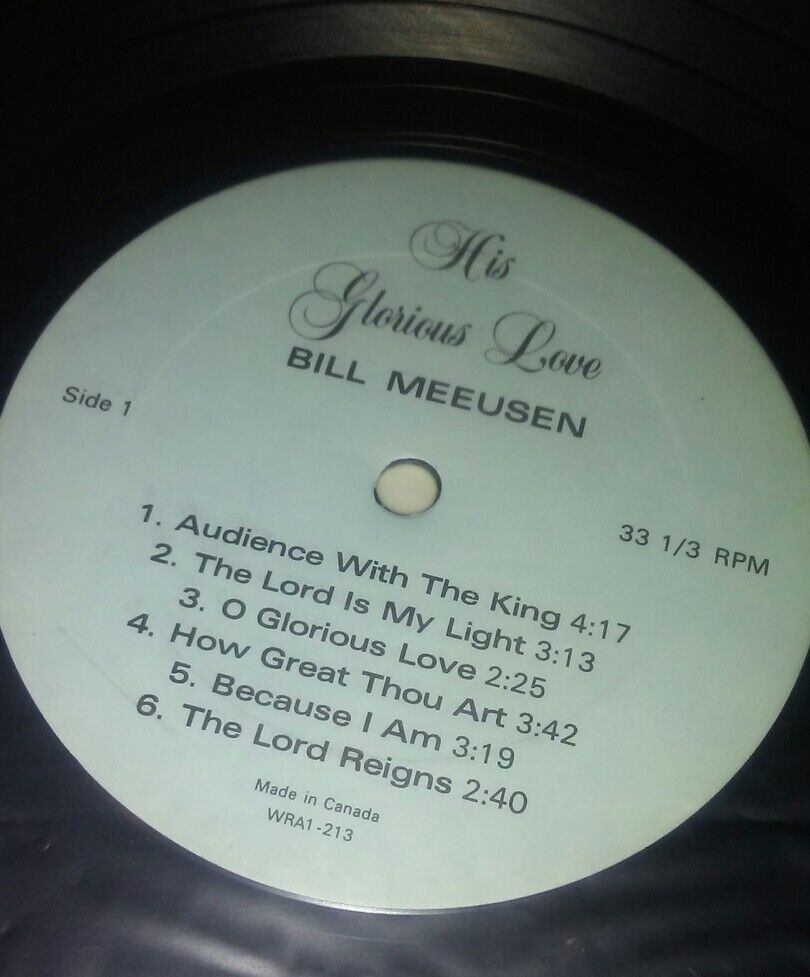 His
Glorious Love
BILL MEEUSEN
Side 1
33 1/3 RPM
1. Audience With The King 4:17
2. The Lord Is My Light 3:13
3. O Glorious Love 2:25
4. How Great Thou Art 3:42
5. Because I Am 3:19
6. The Lord Reigns 2:40
Made in Canada
WRA1-213